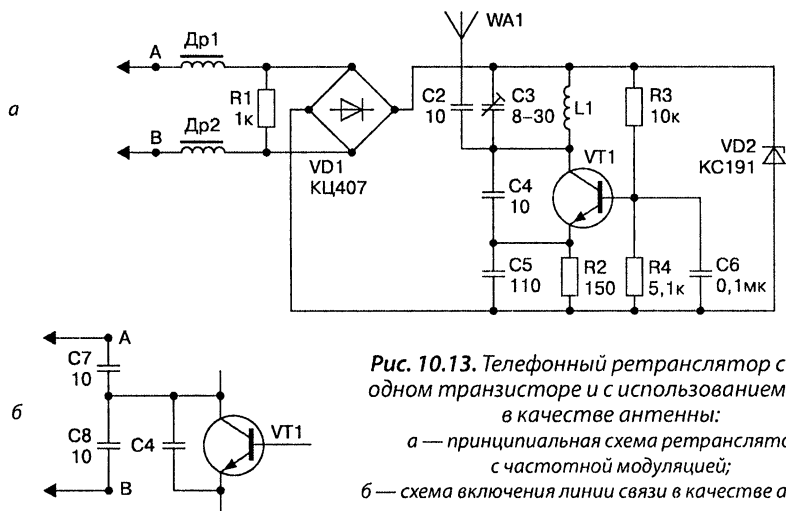 а
A
Др1
R1
1к
B
Др2
VD1
КЦ407
WA1
C2
10
C3
8–30
L1
R3
10к
VT1
VD2
КС191
C4
10
C5
110
R2
150
R4
5,1к
C6
0,1мк
б
A
C7
10
C8
10
C4
VT1
B
Рис. 10.13. Телефонный ретранслятор с
одном транзисторе и с использованием
в качестве антенны:
а — принципиальная схема ретранслято
с частотной модуляцией;
б — схема включения линии связи в качестве а